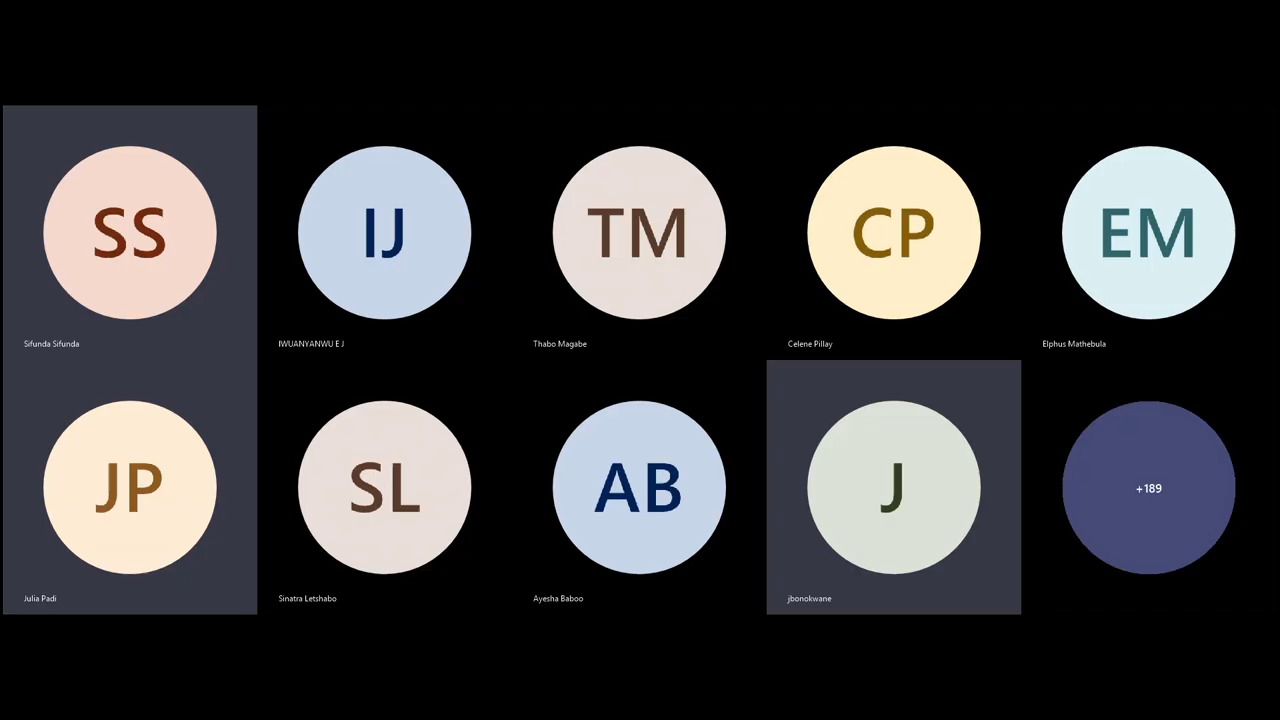 SS
IJ
TM
CP
EM
Sifunda Sifunda
IWUANYANWU E J
Thabo Magabe
Celene Pillay
Elphus Mathebula
JP
SL
AB
J
+189
Julia Padi
Sinatra Letshabo
Ayesha Baboo
jbonokwane